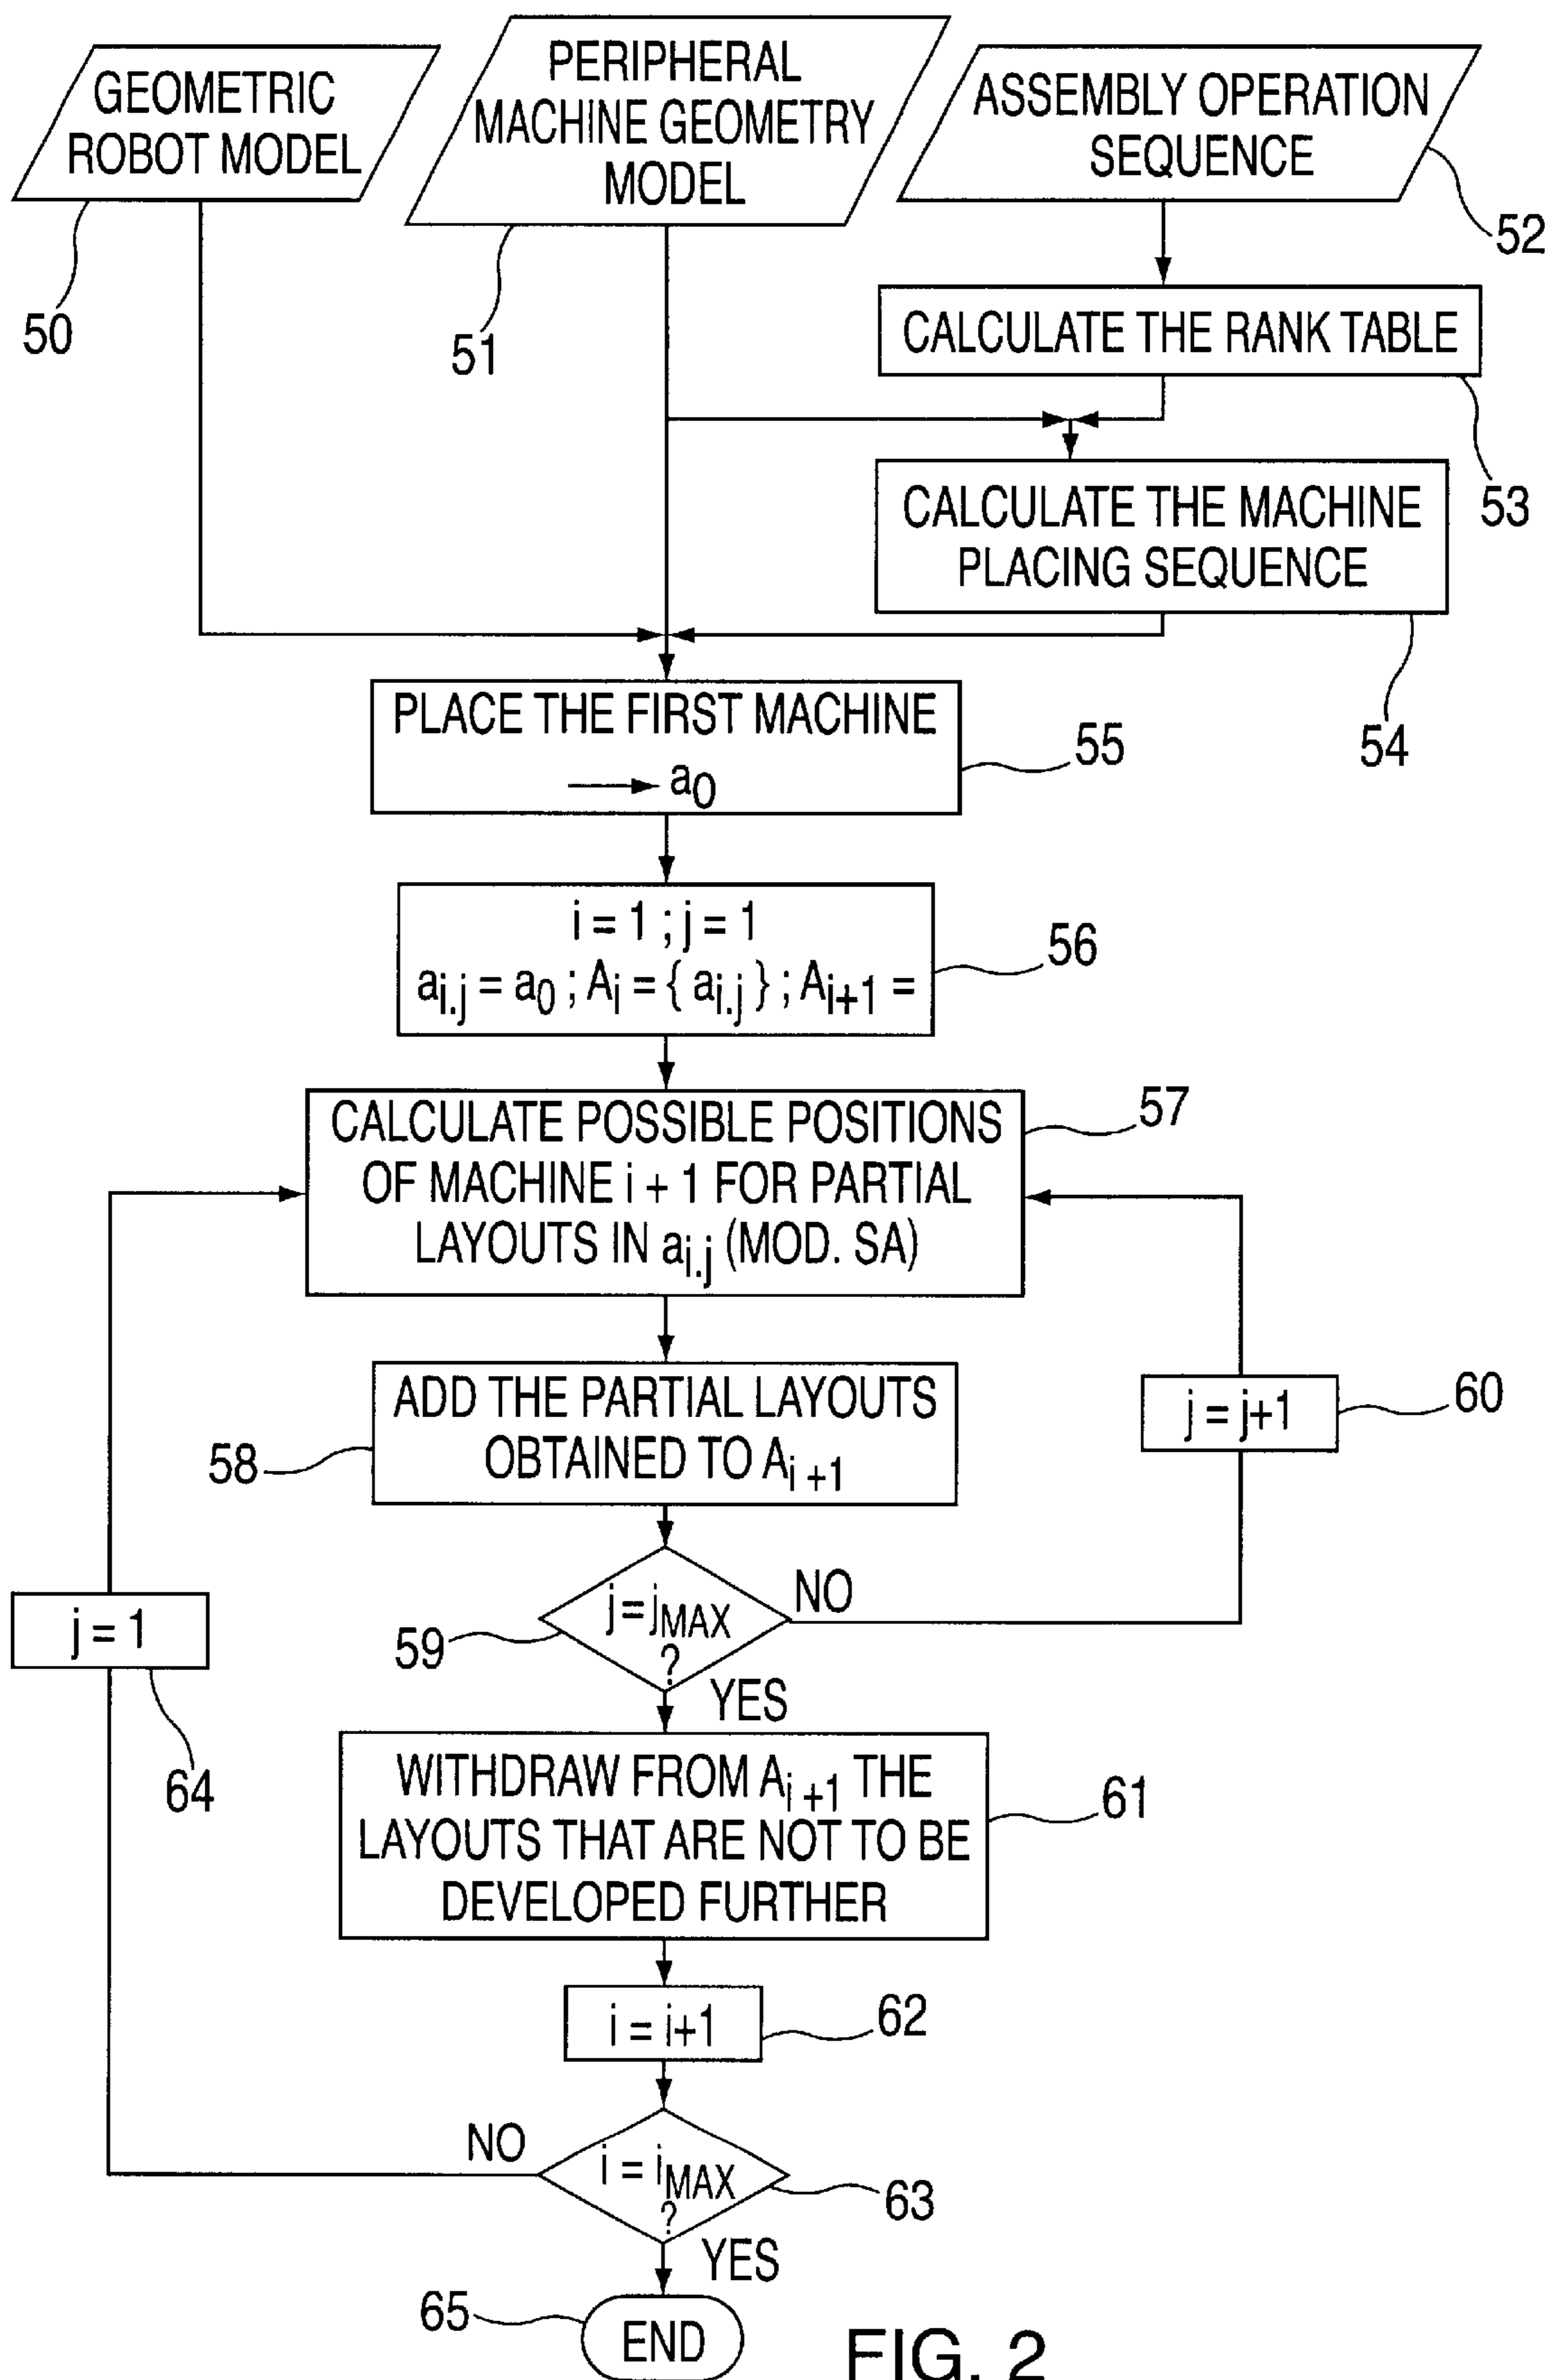 GEOMETRIC
ROBOT MODEL
50
PERIPHERAL
MACHINE GEOMETRY
MODEL
51
ASSEMBLY OPERATION
SEQUENCE
52
CALCULATE THE RANK TABLE
53
CALCULATE THE MACHINE
PLACING SEQUENCE
54
PLACE THE FIRST MACHINE
→ a0
55
i = 1 ; j = 1
ai.j = a0 ; Ai = { ai.j } ; Ai+1 =
56
CALCULATE POSSIBLE POSITIONS
OF MACHINE i + 1 FOR PARTIAL
LAYOUTS IN ai.j (MOD. SA)
57
ADD THE PARTIAL LAYOUTS
OBTAINED TO Ai +1
58
j = jMAX
?
59
NO
YES
j = j+1
60
WITHDRAW FROM Ai +1 THE
LAYOUTS THAT ARE NOT TO BE
DEVELOPED FURTHER
61
i = i+1
62
i = iMAX
?
63
NO
YES
j = 1
64
END
65
FIG. 2